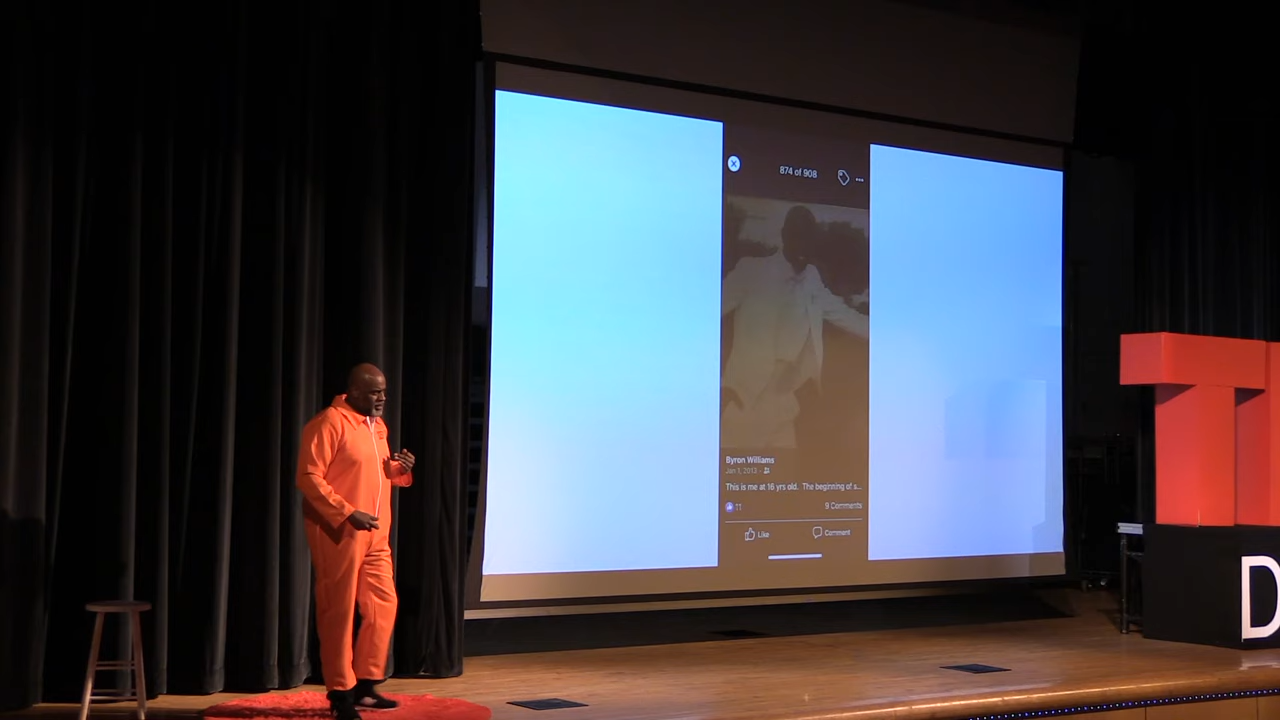 874 of 908
Byron Williams
Jan 1, 2013
This is me at 16 yrs old. The beginning of s...
11
9 Comments
Like
Comment
T
D